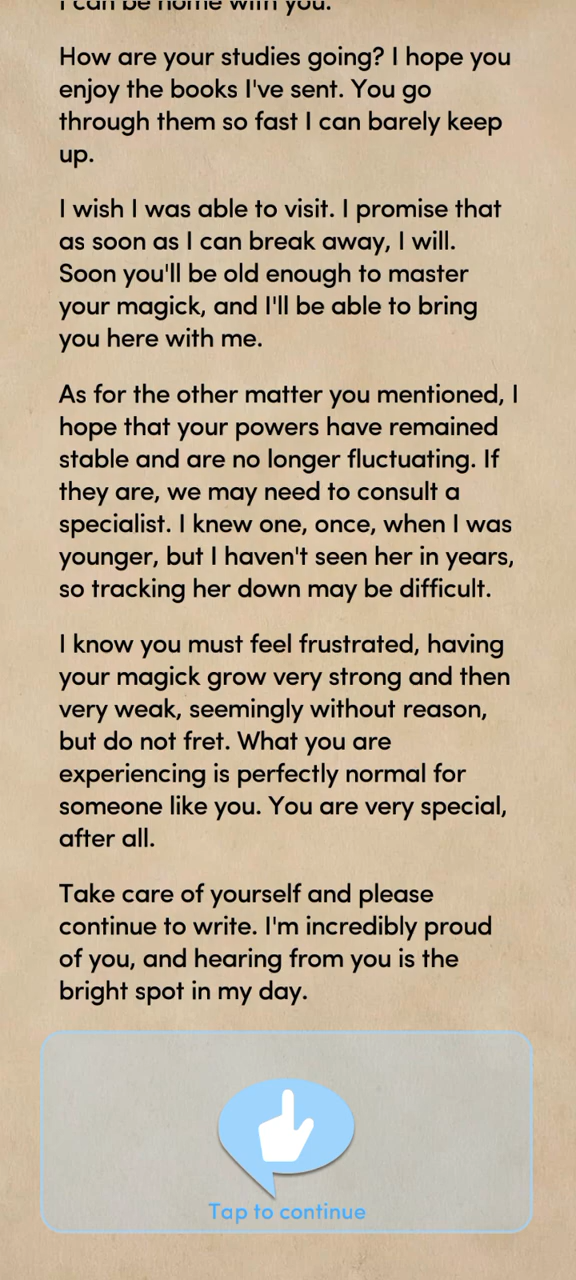 I can be home with you.
How are your studies going? I hope you
enjoy the books I've sent. You go
through them so fast I can barely keep
up.
I wish I was able to visit. I promise that
as soon as I can break away, I will.
Soon you'll be old enough to master
your magick, and I'll be able to bring
you here with me.
As for the other matter you mentioned, I
hope that your powers have remained
stable and are no longer fluctuating. If
they are, we may need to consult a
specialist. I knew one, once, when I was
younger, but I haven't seen her in years,
so tracking her down may be difficult.
I know you must feel frustrated, having
your magick grow very strong and then
very weak, seemingly without reason,
but do not fret. What you are
experiencing is perfectly normal for
someone like you. You are very special,
after all.
Take care of yourself and please
continue to write. I'm incredibly proud
of you, and hearing from you is the
bright spot in my day.
Tap to continue